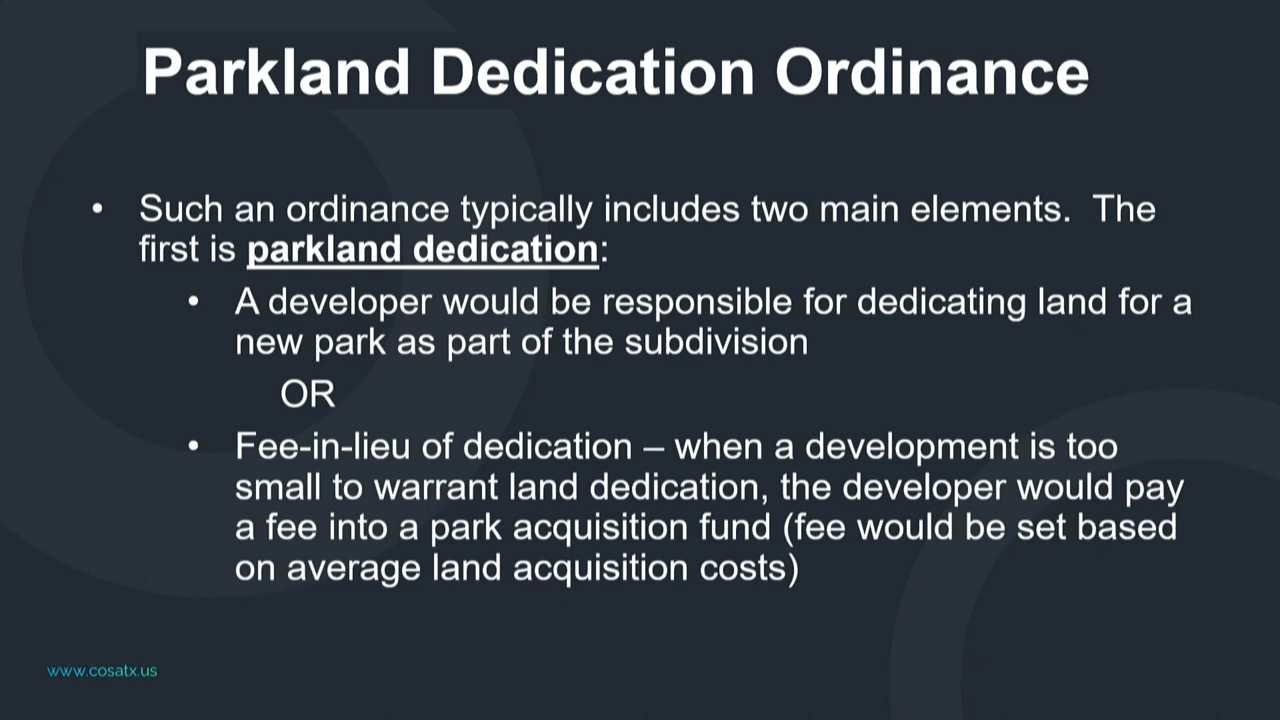 Parkland Dedication Ordinance
• Such an ordinance typically includes two main elements.  The
first is parkland dedication:
• A developer would be responsible for dedicating land for a
new park as part of the subdivision
OR
• Fee-in-lieu of dedication – when a development is too
small to warrant land dedication, the developer would pay
a fee into a park acquisition fund (fee would be set based
on average land acquisition costs)
www.cosatx.us